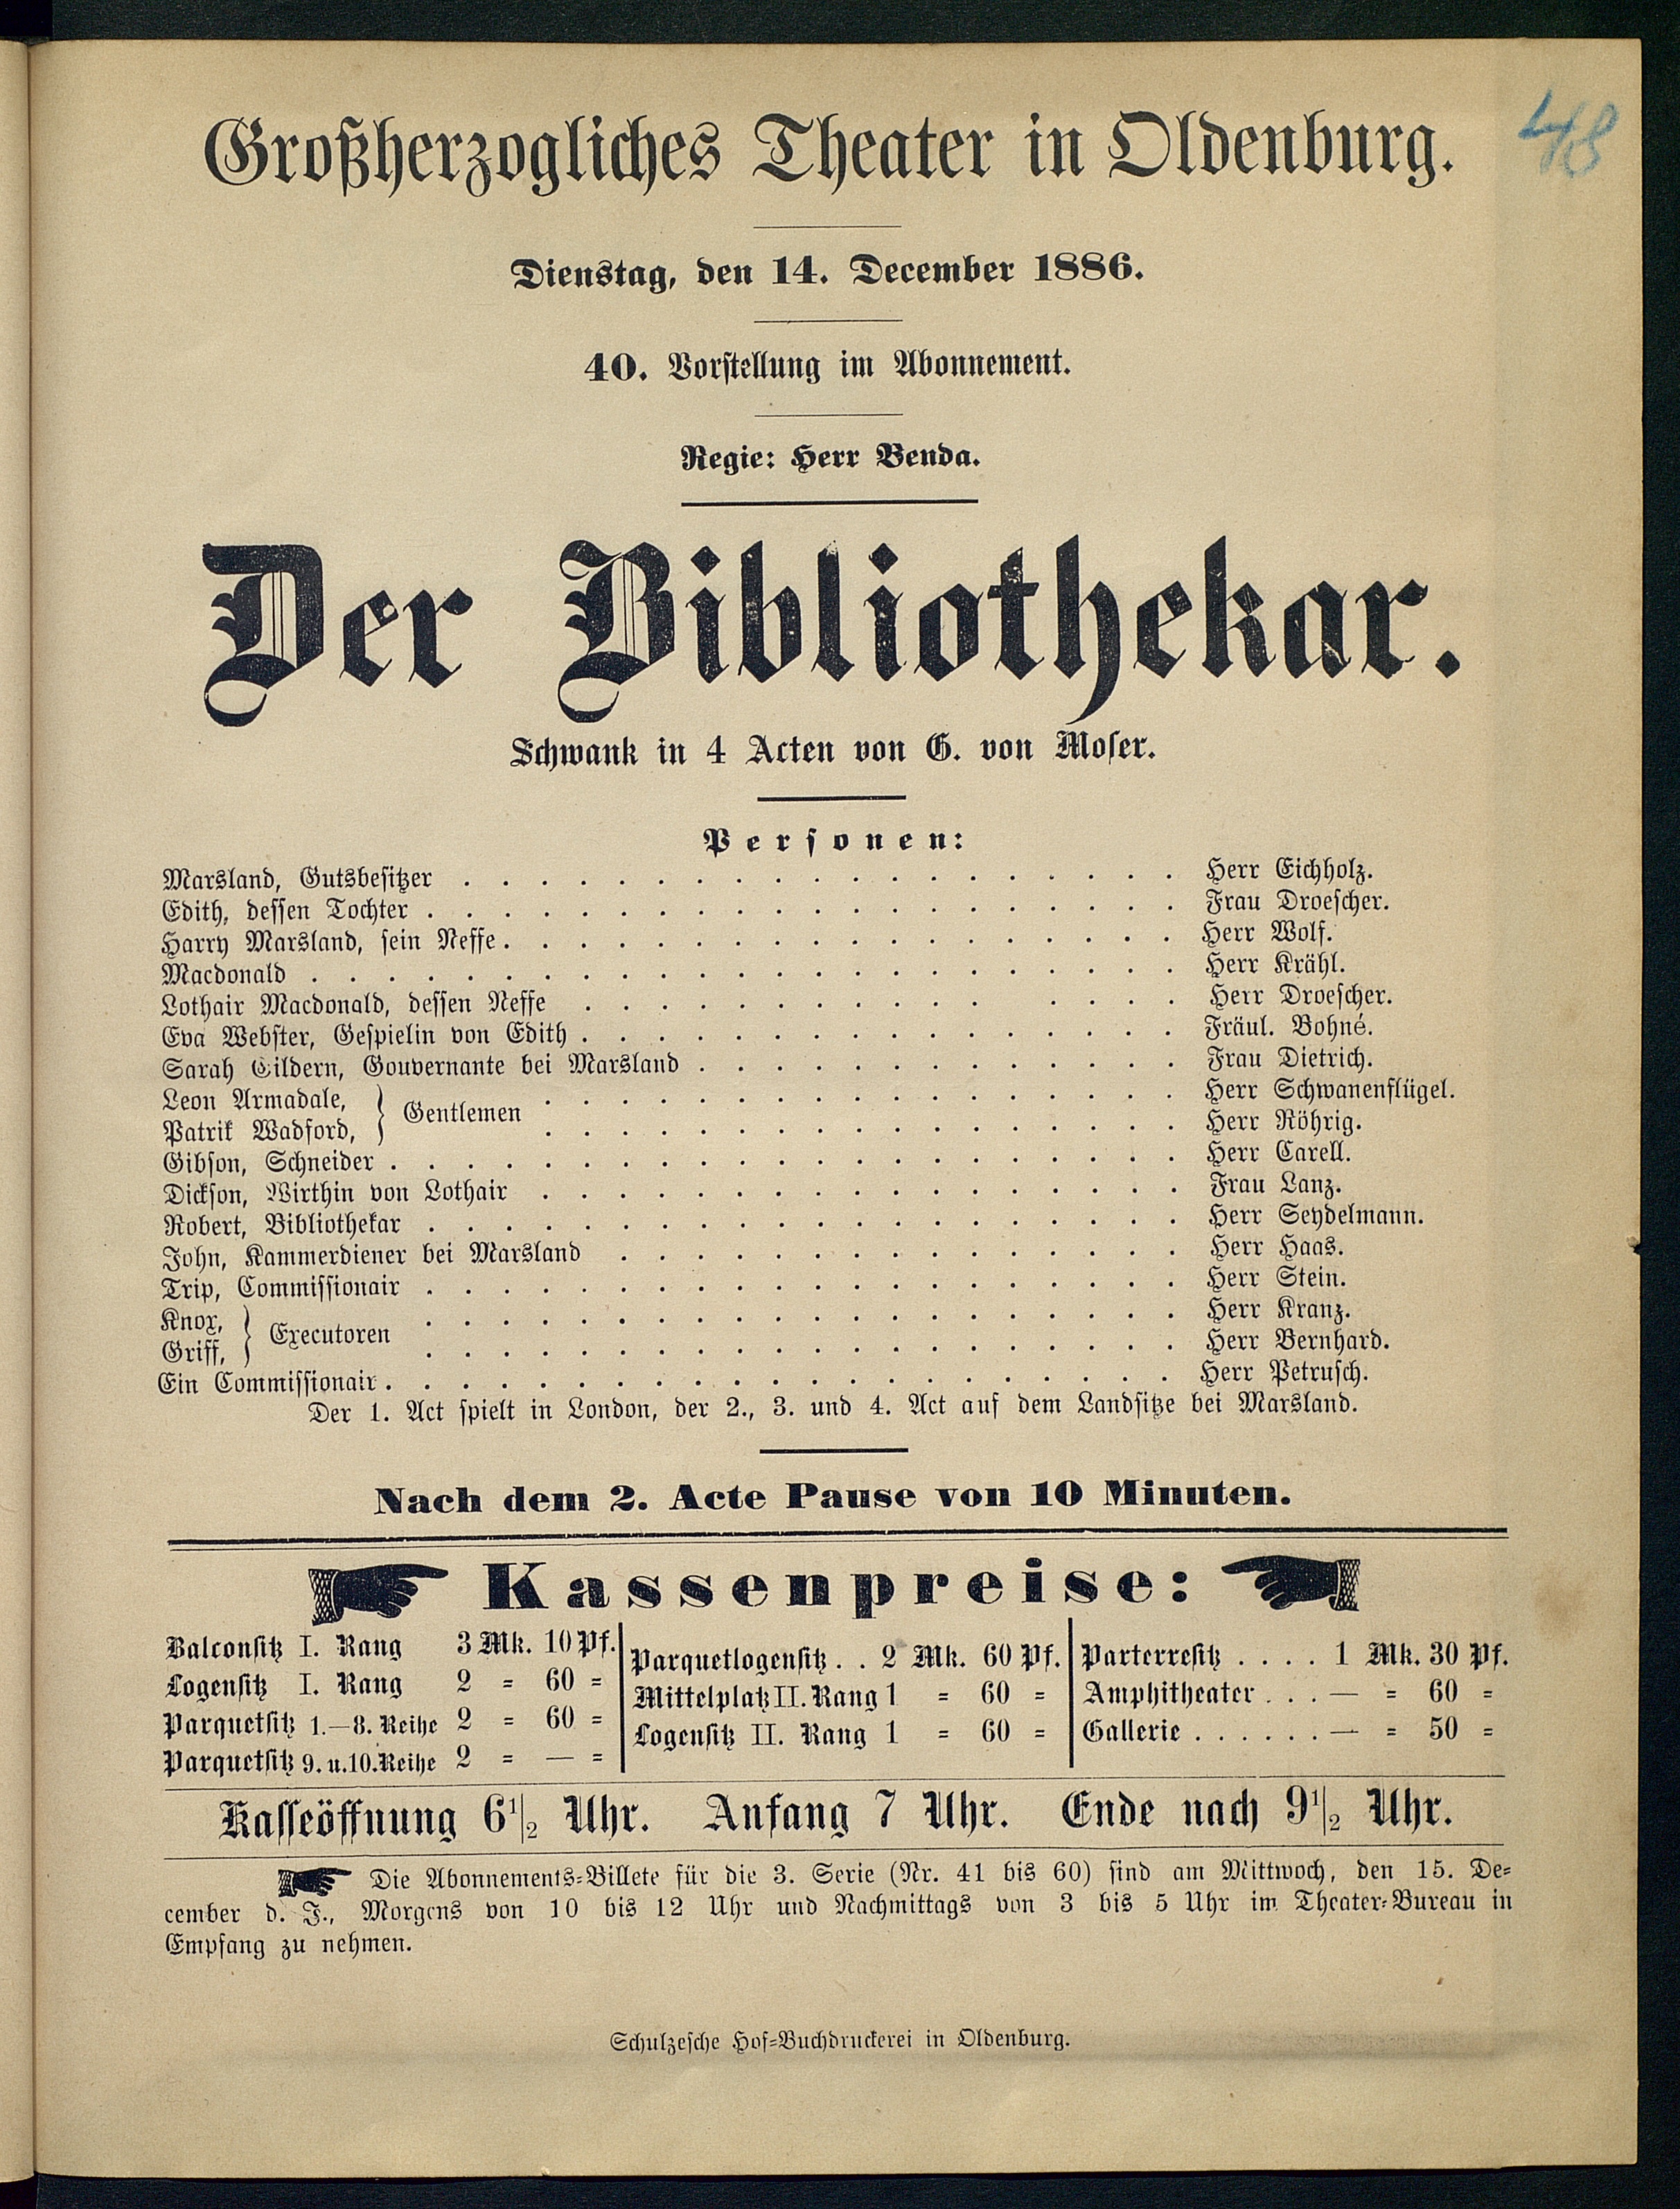 48
Großherzogliches Theater in Oldenburg.
Dienstag, den 14. December 1886.
40. Vorstellung im Abonnement.
Regie: Herr Benda.
Der Bibliothekar.
Schwank in 4 Acten von G. von Moser.
Personen:
Marsland, Gutsbesitzer . . . . . . . . . . . . . . . . . . . Herr Eichholz.
Edith, dessen Tochter . . . . . . . . . . . . . . . . . . . . Frau Droescher.
Harry Marsland, sein Neffe . . . . . . . . . . . . . . . . . . Herr Wolf.
Macdonald . . . . . . . . . . . . . . . . . . . . . . . Herr Krähl.
Lothair Macdonald, dessen Neffe . . . . . . . . . . . . . . . Herr Droescher.
Eva Webster, Gespielin von Edith . . . . . . . . . . . . . . . . Fräul. Bohné.
Sarah Gildern, Gouvernante bei Marsland . . . . . . . . . . . . . Frau Dietrich.
Leon Armadale, } Gentlemen . . . . . . . . . . . . . . . . . Herr Schwanenflügel.
Patrik Wadford, } . . . . . . . . . . . . . . . . . Herr Röhrig.
Gibson, Schneider . . . . . . . . . . . . . . . . . . . . . Herr Carell.
Dickson, Wirthin von Lothair . . . . . . . . . . . . . . . . . Frau Lanz.
Robert, Bibliothekar . . . . . . . . . . . . . . . . . . . . Herr Seydelmann.
John, Kammerdiener bei Marsland . . . . . . . . . . . . . . . Herr Haas.
Trip, Commissionair . . . . . . . . . . . . . . . . . . . . Herr Stein.
Knox, } Executoren . . . . . . . . . . . . . . . . . . . . Herr Kranz.
Griff, } . . . . . . . . . . . . . . . . . . . . Herr Bernhard.
Ein Commissionair . . . . . . . . . . . . . . . . . . . . . Herr Petrusch.
Der 1. Act spielt in London, der 2., 3. und 4. Act auf dem Landsitze bei Marsland.
Nach dem 2. Acte Pause von 10 Minuten.
Kassenpreise:
Balconsitz I. Rang 3 Mk. 10 Pf.
Logensitz I. Rang 2 = 60 =
Parquetsitz 1.—8. Reihe 2 = 60 =
Parquetsitz 9. u. 10. Reihe 2 = — =
Parquetlogensitz . . 2 Mk. 60 Pf.
Mittelplatz II. Rang 1 = 60 =
Logensitz II. Rang 1 = 60 =
Parterresitz . . . . 1 Mk. 30 Pf.
Amphitheater . . . — = 60 =
Gallerie . . . . . . — = 50 =
Kasseöffnung 6 1/2 Uhr. Anfang 7 Uhr. Ende nach 9 1/2 Uhr.
Die Abonnements=Billete für die 3. Serie (Nr. 41 bis 60) sind am Mittwoch, den 15. De=
cember d. J., Morgens von 10 bis 12 Uhr und Nachmittags von 3 bis 5 Uhr im Theater=Bureau in
Empfang zu nehmen.
Schulzesche Hof=Buchdruckerei in Oldenburg.